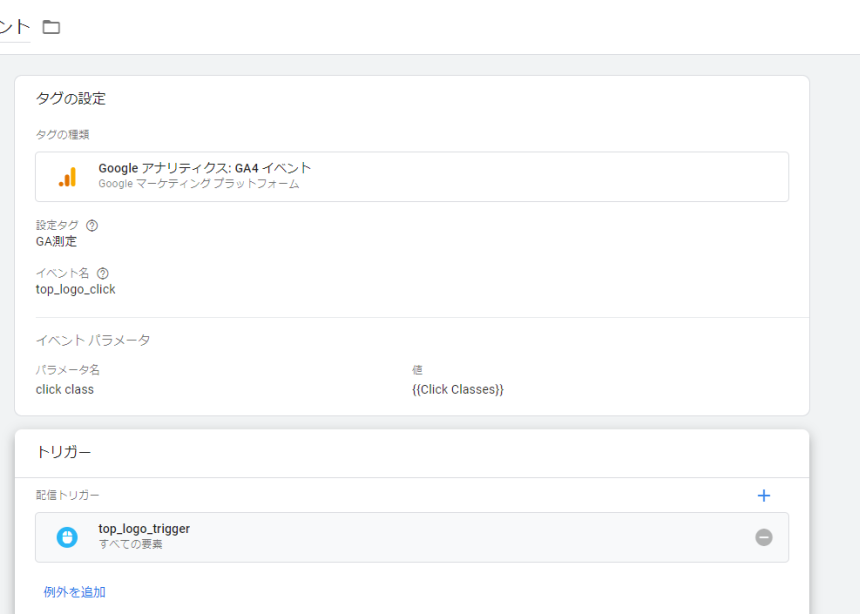 ント
タグの設定
タグの種類
Google アナリティクス: GA4 イベント
Google マーケティング プラットフォーム
設定タグ
GA測定
イベント名
top_logo_click
イベント パラメータ
パラメータ名 値
click class {{Click Classes}}
トリガー
配信トリガー
top_logo_trigger
すべての要素
例外を追加